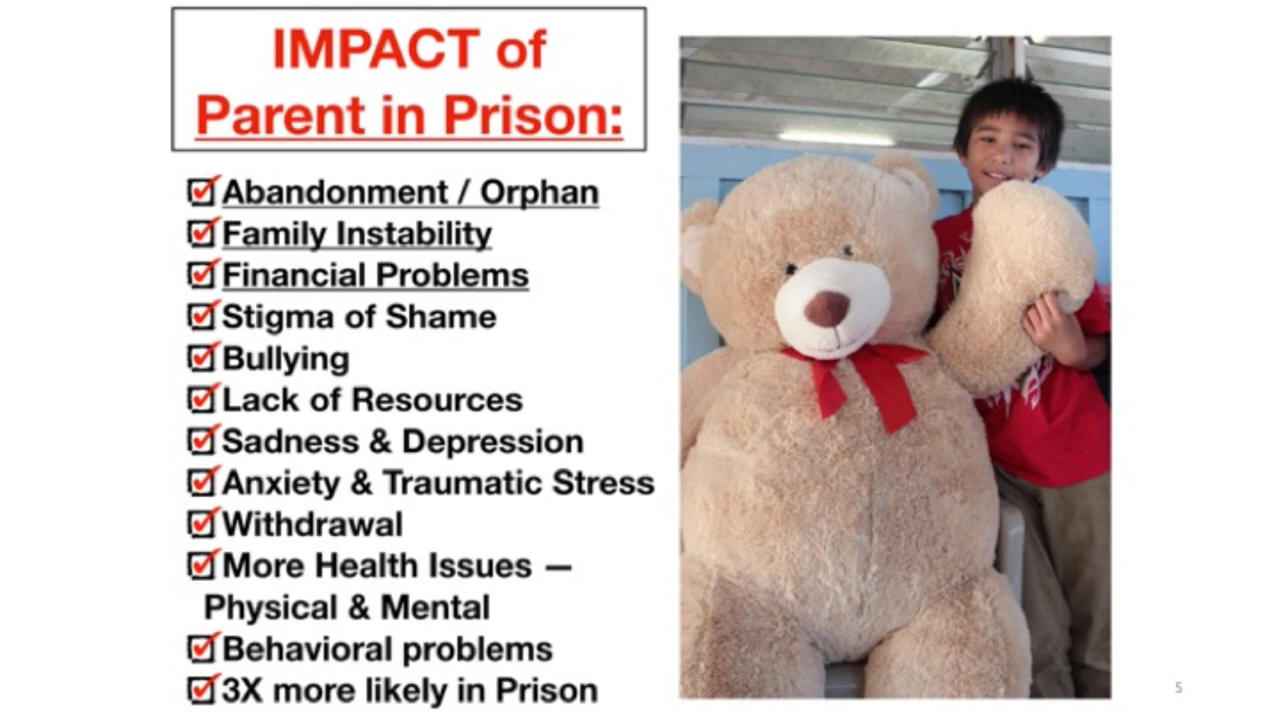 IMPACT of
Parent in Prison:
Abandonment / Orphan
Family Instability
Financial Problems
Stigma of Shame
Bullying
Lack of Resources
Sadness & Depression
Anxiety & Traumatic Stress
Withdrawal
More Health Issues —
Physical & Mental
Behavioral problems
3X more likely in Prison
5